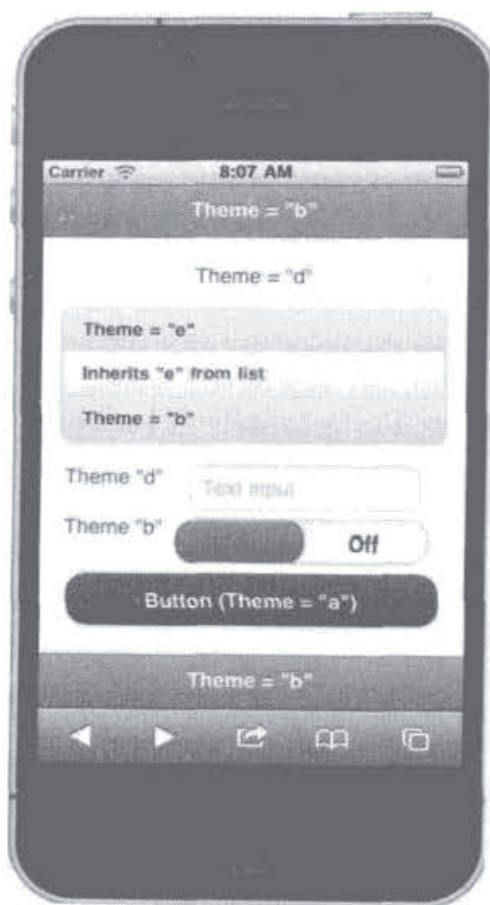 Carrier 8:07 AM
Theme = "b"
Theme = "d"
Theme = "e"
Inherits "e" from list
Theme = "b"
Theme "d" Text input
Theme "b" Off
Button (Theme = "a")
Theme = "b"